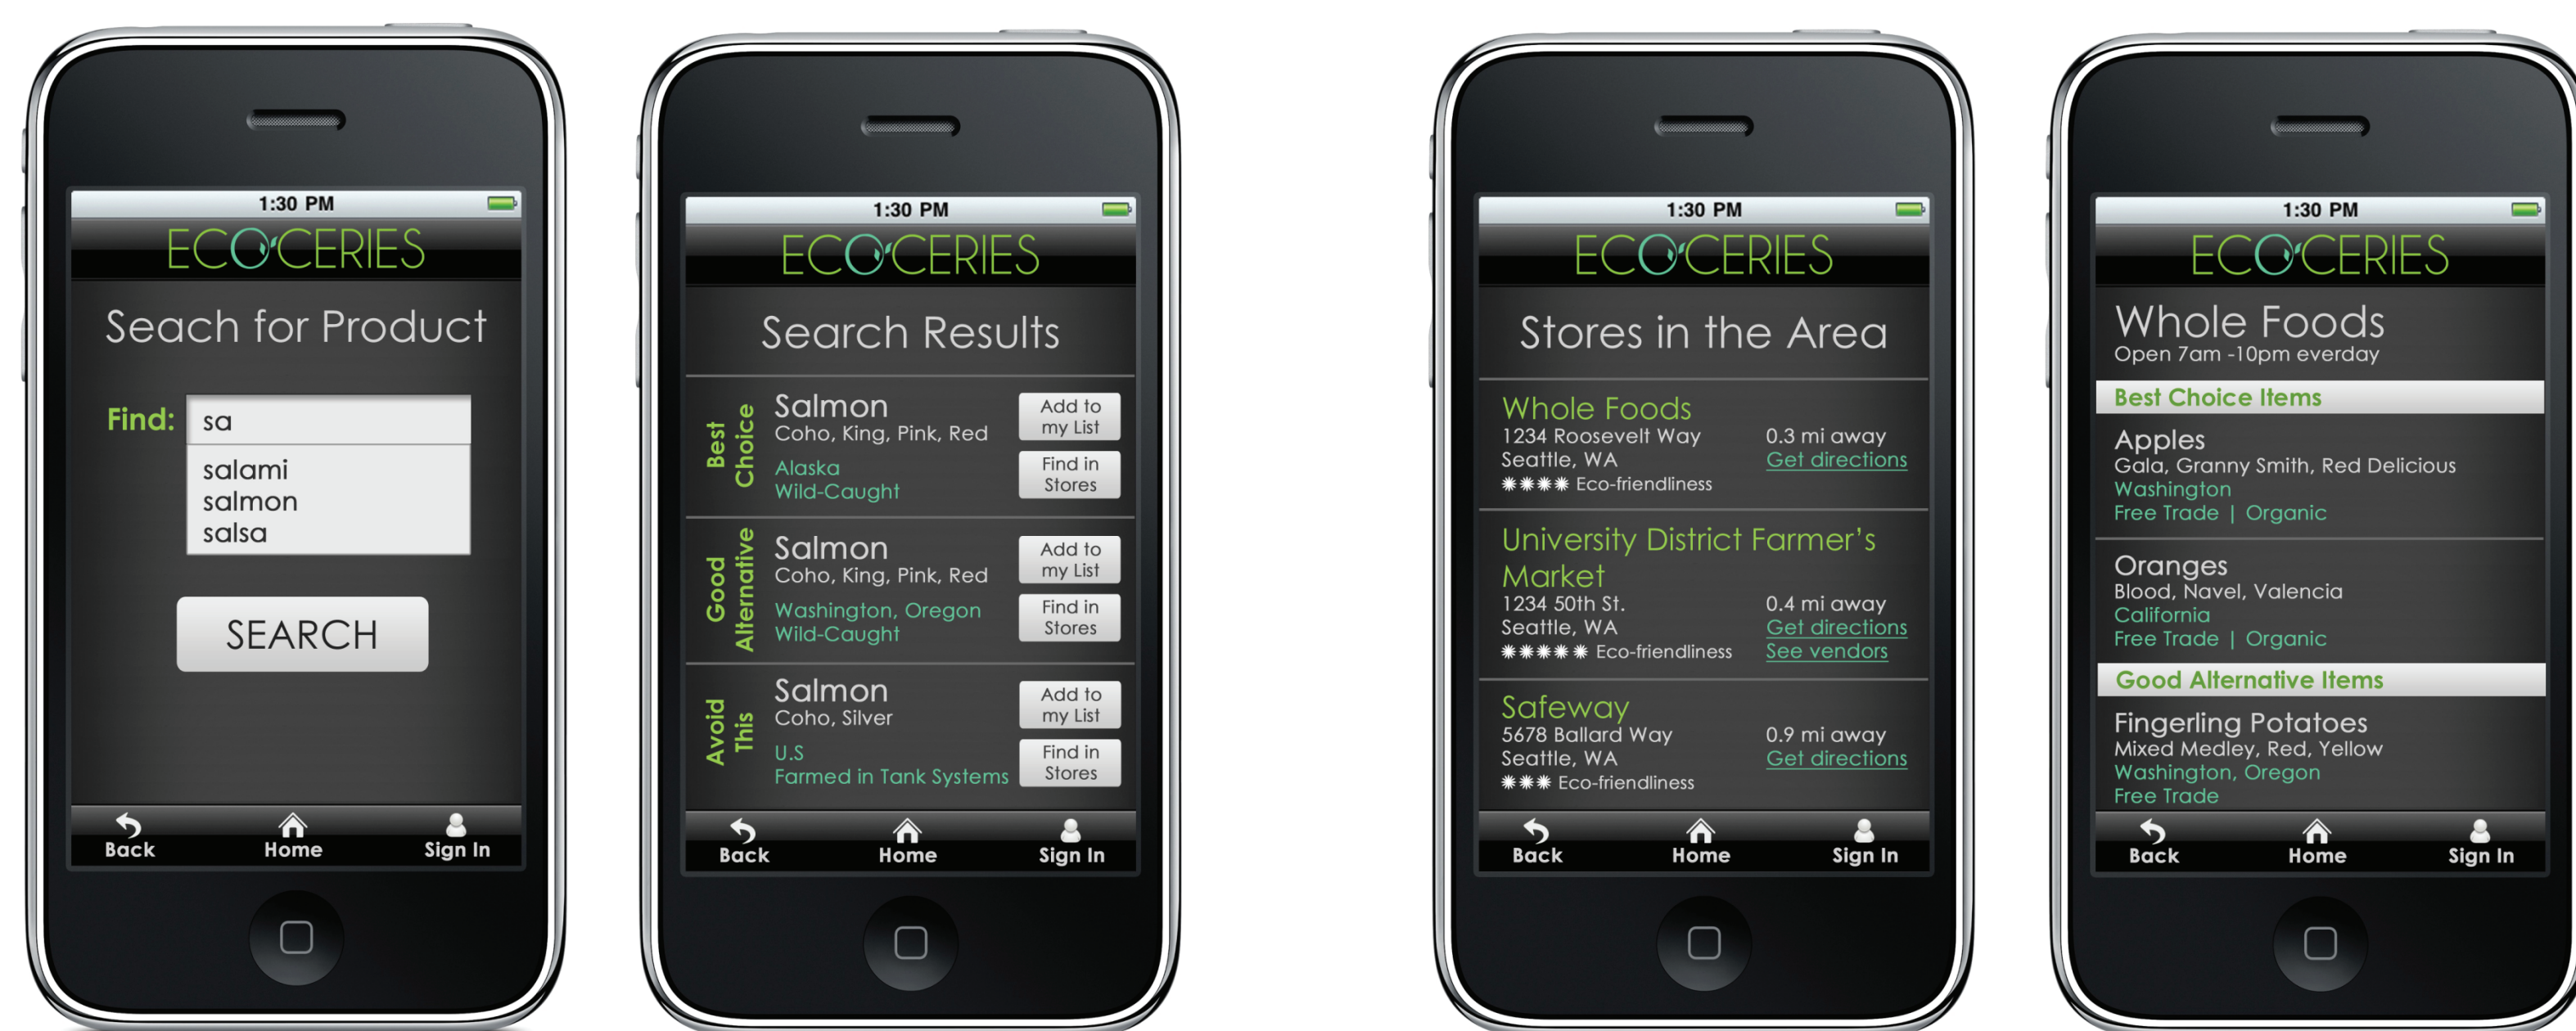 1:30 PM
ECO'CERIES
Seach for Product
Find:
sa
salami
salmon
salsa
SEARCH
Back
Home
Sign In
1:30 PM
ECO'CERIES
Search Results
Best
Choice
Salmon
Coho, King, Pink, Red
Alaska
Wild-Caught
Add to
my List
Find in
Stores
Good
Alternative
Salmon
Coho, King, Pink, Red
Washington, Oregon
Wild-Caught
Add to
my List
Find in
Stores
Avoid
This
Salmon
Coho, Silver
U.S
Farmed in Tank Systems
Add to
my List
Find in
Stores
Back
Home
Sign In
1:30 PM
ECO'CERIES
Stores in the Area
Whole Foods
1234 Roosevelt Way
Seattle, WA
✷✷✷✷ Eco-friendliness
0.3 mi away
Get directions
University District Farmer's
Market
1234 50th St.
Seattle, WA
✷✷✷✷✷ Eco-friendliness
0.4 mi away
Get directions
See vendors
Safeway
5678 Ballard Way
Seattle, WA
✷✷✷ Eco-friendliness
0.9 mi away
Get directions
Back
Home
Sign In
1:30 PM
ECO'CERIES
Whole Foods
Open 7am -10pm everday
Best Choice Items
Apples
Gala, Granny Smith, Red Delicious
Washington
Free Trade | Organic
Oranges
Blood, Navel, Valencia
California
Free Trade | Organic
Good Alternative Items
Fingerling Potatoes
Mixed Medley, Red, Yellow
Washington, Oregon
Free Trade
Back
Home
Sign In